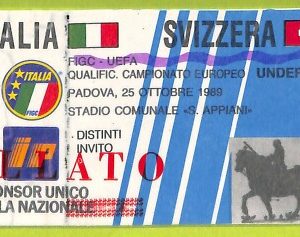 ALIA SVIZZERA
FIGC - UEFA
QUALIFIC. CAMPIONATO EUROPEO UNDER
PADOVA, 25 OTTOBRE 1989
STADIO COMUNALE «S. APPIANI»
ITALIA
FIGC
DISTINTI
INVITO
ip
ATO
ONSOR UNICO
LA NAZIONALE